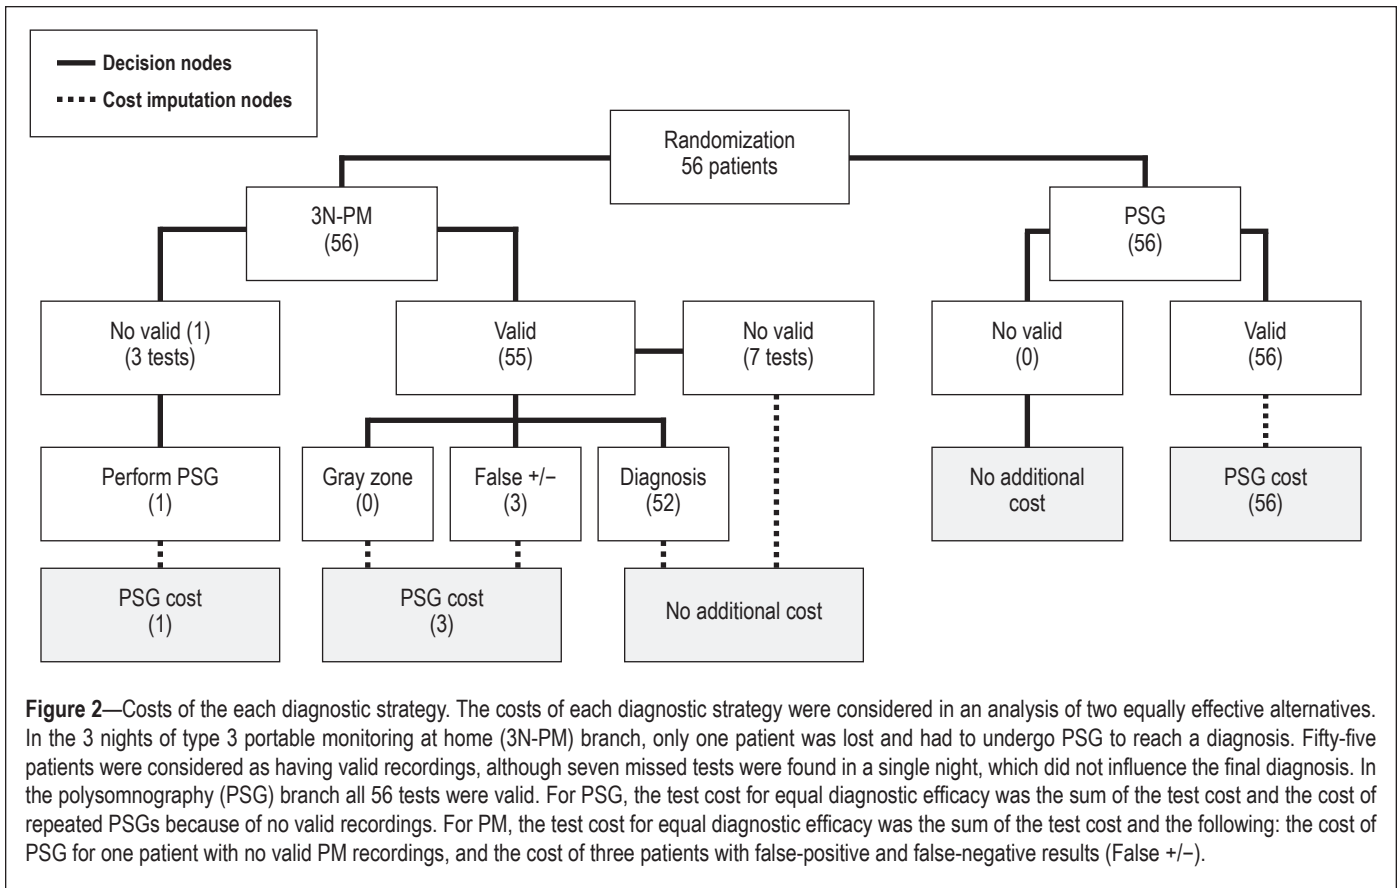 Decision nodes
Cost imputation nodes
Randomization
56 patients
3N-PM
(56)
PSG
(56)
No valid (1)
(3 tests)
Valid
(55)
No valid
(7 tests)
No valid
(0)
Valid
(56)
Perform PSG
(1)
Gray zone
(0)
False +/−
(3)
Diagnosis
(52)
No additional
cost
PSG cost
(56)
PSG cost
(1)
PSG cost
(3)
No additional cost
Figure 2—Costs of the each diagnostic strategy. The costs of each diagnostic strategy were considered in an analysis of two equally effective alternatives.
In the 3 nights of type 3 portable monitoring at home (3N-PM) branch, only one patient was lost and had to undergo PSG to reach a diagnosis. Fifty-five
patients were considered as having valid recordings, although seven missed tests were found in a single night, which did not influence the final diagnosis. In
the polysomnography (PSG) branch all 56 tests were valid. For PSG, the test cost for equal diagnostic efficacy was the sum of the test cost and the cost of
repeated PSGs because of no valid recordings. For PM, the test cost for equal diagnostic efficacy was the sum of the test cost and the following: the cost of
PSG for one patient with no valid PM recordings, and the cost of three patients with false-positive and false-negative results (False +/−).